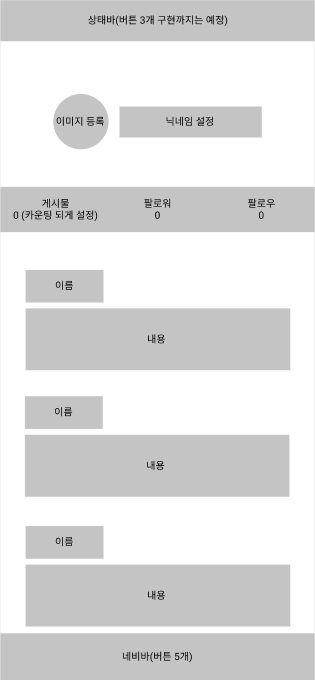 상태바(버튼 3개 구현까지는 예정)
이미지 등록
닉네임 설정
게시물
0 (카운팅 되게 설정)
팔로워
0
팔로우
0
이름
내용
이름
내용
이름
내용
네비바(버튼 5개)